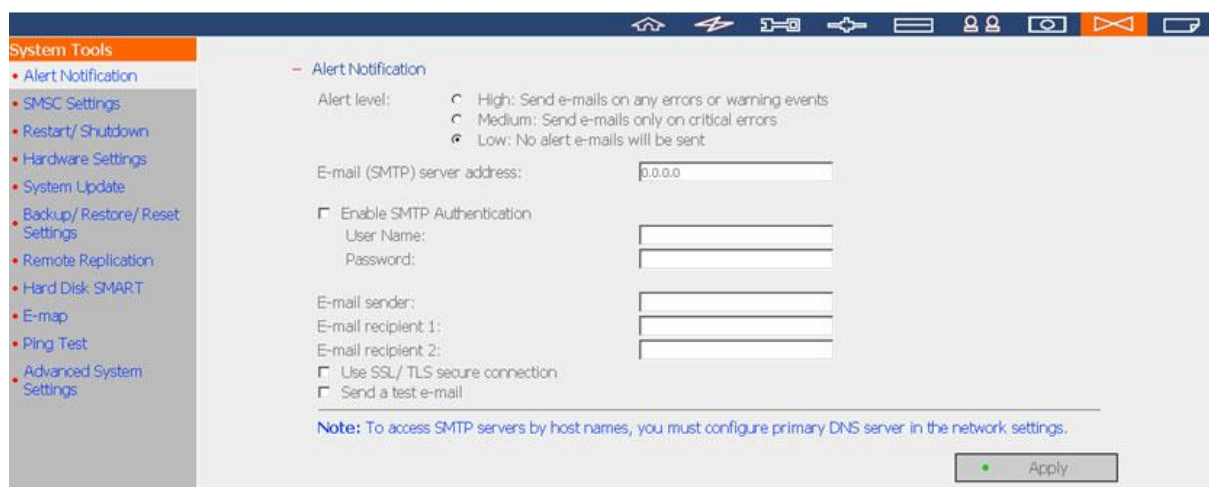 System Tools
• Alert Notification
• SMSC Settings
• Restart/ Shutdown
• Hardware Settings
• System Update
• Backup/ Restore/ Reset
Settings
• Remote Replication
• Hard Disk SMART
• E-map
• Ping Test
• Advanced System
Settings
– Alert Notification
Alert level: High: Send e-mails on any errors or warning events
Medium: Send e-mails only on critical errors
Low: No alert e-mails will be sent
E-mail (SMTP) server address: 0.0.0.0
Enable SMTP Authentication
User Name:
Password:
E-mail sender:
E-mail recipient 1:
E-mail recipient 2:
Use SSL/ TLS secure connection
Send a test e-mail
Note: To access SMTP servers by host names, you must configure primary DNS server in the network settings.
• Apply